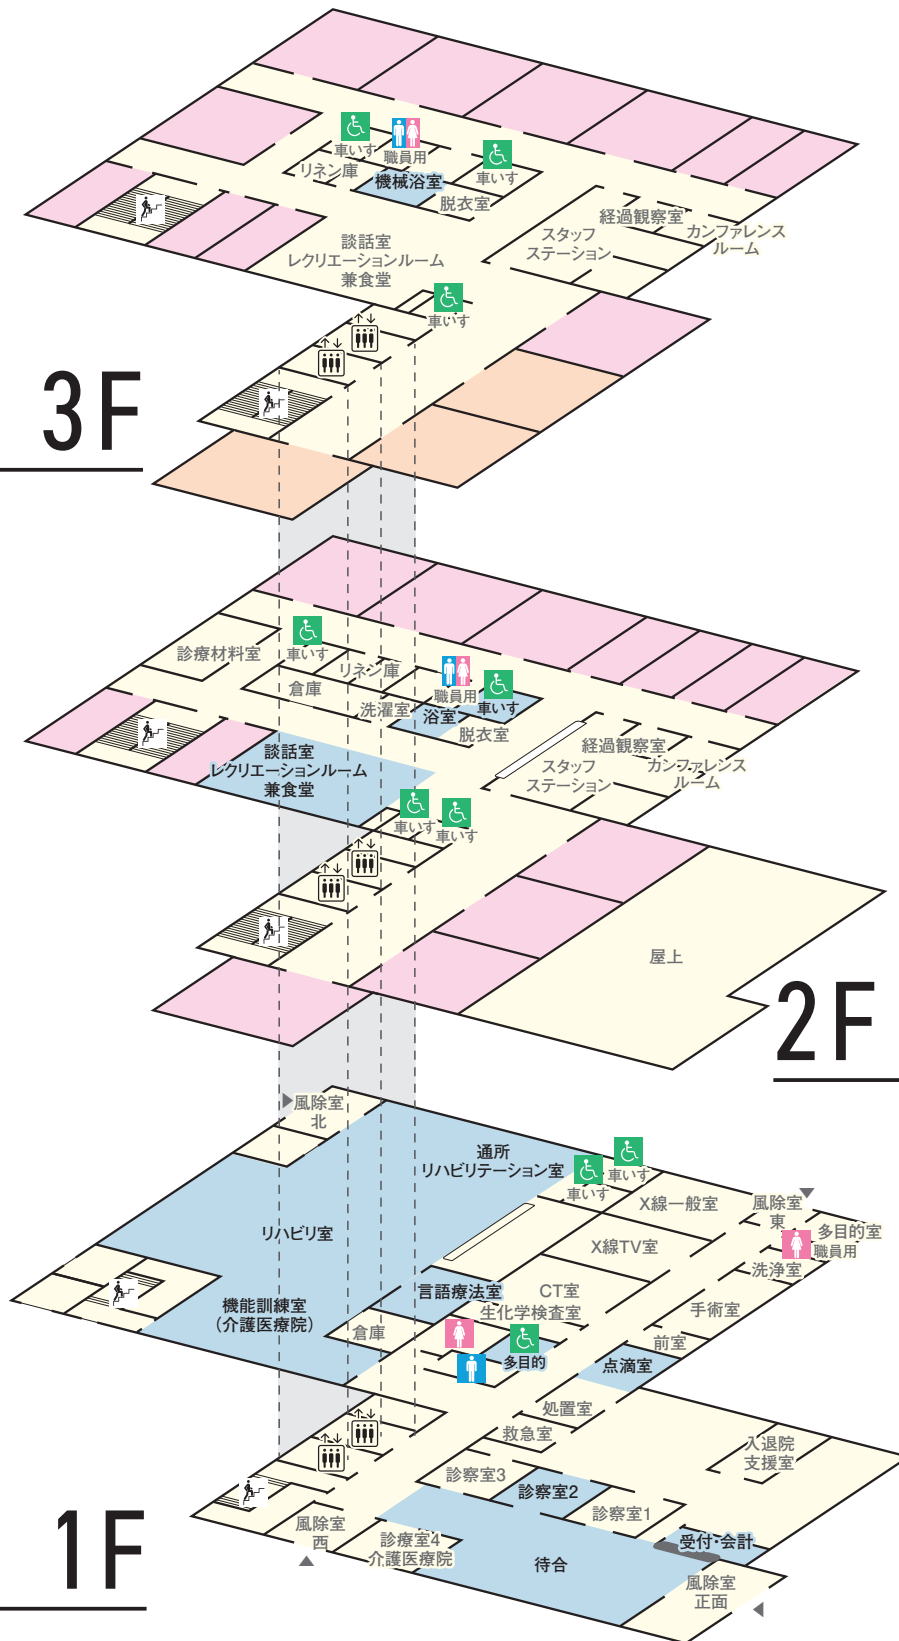 車いす
職員用
車いす
リネン庫
機械浴室
脱衣室
経過観察室
カンファレンス
ルーム
スタッフ
ステーション
談話室
レクリエーションルーム
兼食堂
車いす
3F
診療材料室
車いす
リネン庫
倉庫
職員用
車いす
洗濯室
浴室
脱衣室
経過観察室
カンファレンス
ルーム
スタッフ
ステーション
談話室
レクリエーションルーム
兼食堂
車いす
車いす
屋上
2F
風除室
北
通所
リハビリテーション室
車いす
車いす
X線一般室
風除室
東
多目的室
職員用
リハビリ室
X線TV室
洗浄室
言語療法室
CT室
生化学検査室
手術室
機能訓練室
(介護医療院)
倉庫
前室
多目的
点滴室
処置室
救急室
入退院
支援室
診察室3
診察室2
診察室1
風除室
西
診療室4
介護医療院
受付・会計
待合
風除室
正面
1F